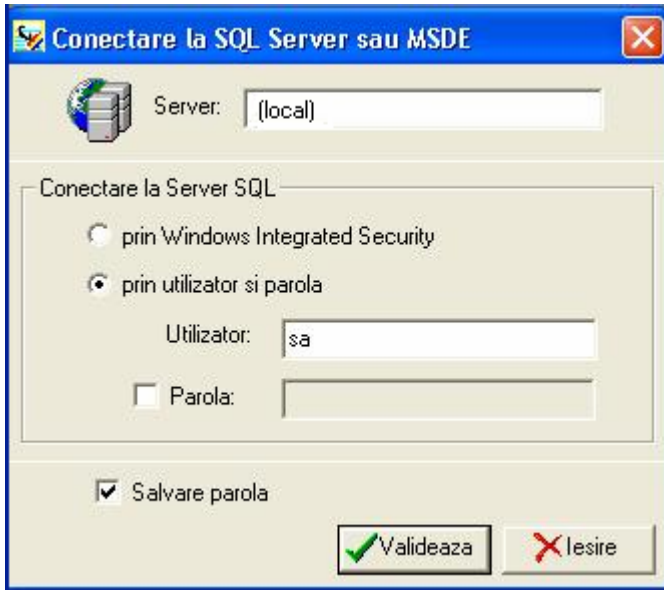 Conectare la SQL Server sau MSDE
Server: (local)
Conectare la Server SQL
prin Windows Integrated Security
prin utilizator si parola
Utilizator: sa
Parola:
Salvare parola
Valideaza Iesire